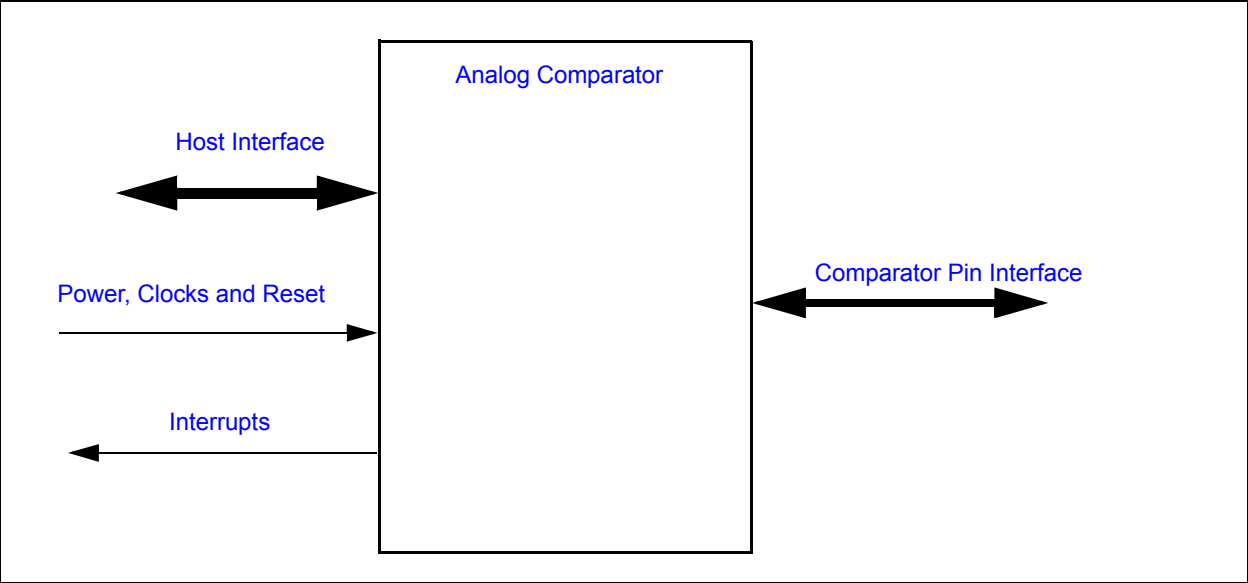 Analog Comparator
Host Interface
Comparator Pin Interface
Power, Clocks and Reset
Interrupts